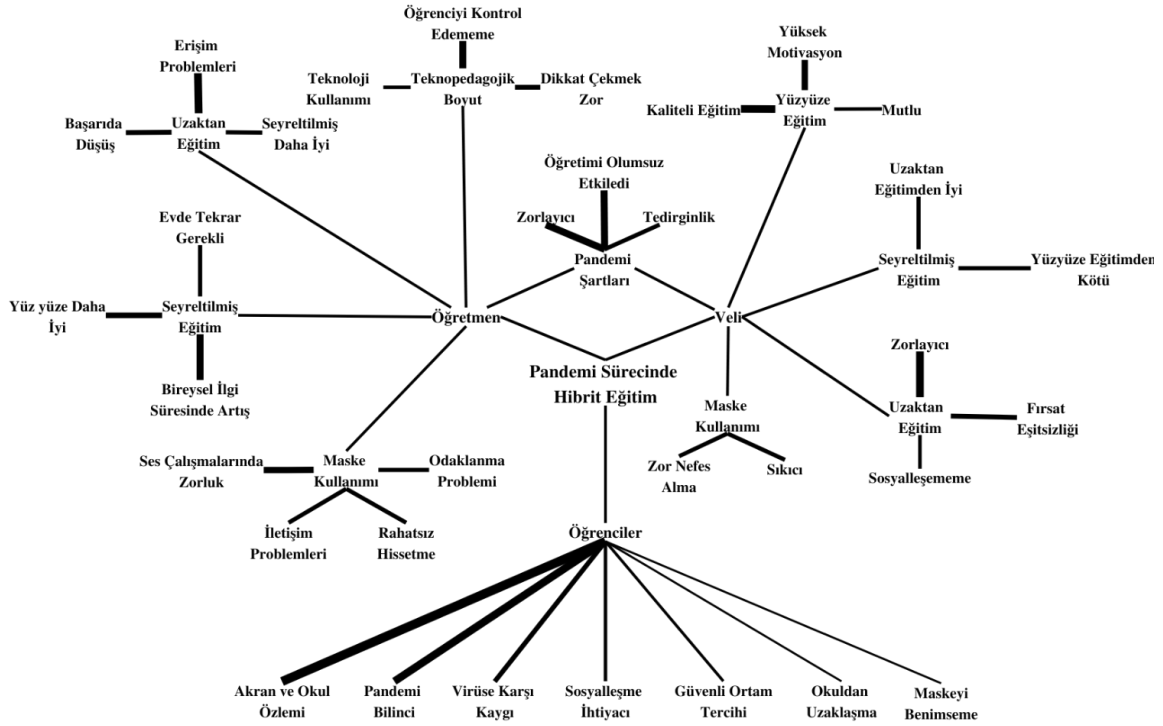 Öğrenciyi Kontrol
Edememe
Teknoloji
Kullanımı
Teknopedagojik
Boyut
Dikkat Çekmek
Zor
Erişim
Problemleri
Başarıda
Düşüş
Uzaktan
Eğitim
Seyreltilmiş
Daha İyi
Yüksek
Motivasyon
Kaliteli Eğitim
Yüzyüze
Eğitim
Mutlu
Öğretimi Olumsuz
Etkiledi
Zorlayıcı
Tedirginlik
Pandemi
Şartları
Uzaktan
Eğitimden İyi
Seyreltilmiş
Eğitim
Yüzyüze Eğitimden
Kötü
Evde Tekrar
Gerekli
Yüz yüze Daha
İyi
Seyreltilmiş
Eğitim
Bireysel İlgi
Süresinde Artış
Öğretmen
Veli
Pandemi Sürecinde
Hibrit Eğitim
Zorlayıcı
Uzaktan
Eğitim
Fırsat
Eşitsizliği
Sosyalleşememe
Maske
Kullanımı
Zor Nefes
Alma
Sıkıcı
Ses Çalışmalarında
Zorluk
Maske
Kullanımı
Odaklanma
Problemi
İletişim
Problemleri
Rahatsız
Hissetme
Öğrenciler
Akran ve Okul
Özlemi
Pandemi
Bilinci
Virüse Karşı
Kaygı
Sosyalleşme
İhtiyacı
Güvenli Ortam
Tercihi
Okuldan
Uzaklaşma
Maskeyi
Benimseme